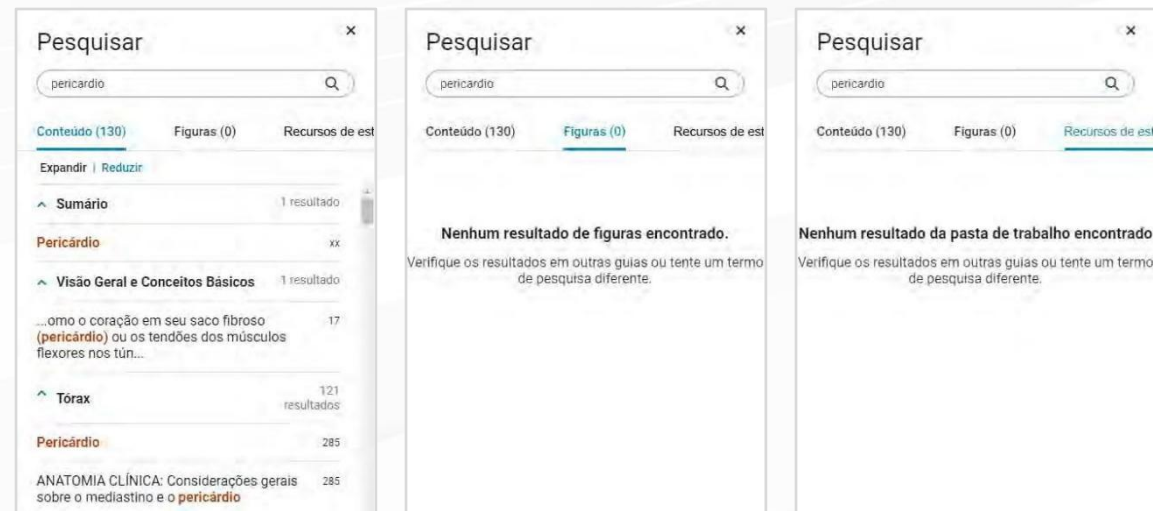 Pesquisar
×
pericardio
Conteúdo (130) Figuras (0) Recursos de est
Expandir | Reduzir
Sumário 1 resultado
Pericárdio xx
Visão Geral e Conceitos Básicos 1 resultado
...omo o coração em seu saco fibroso 17
(pericárdio) ou os tendões dos músculos
flexores nos tún...
Tórax 121
resultados
Pericárdio 285
ANATOMIA CLÍNICA: Considerações gerais 285
sobre o mediastino e o pericárdio
Pesquisar
×
pericardio
Conteúdo (130) Figuras (0) Recursos de est
Nenhum resultado de figuras encontrado.
Verifique os resultados em outras guias ou tente um termo
de pesquisa diferente.
Pesquisar
×
pericardio
Conteúdo (130) Figuras (0) Recursos de est
Nenhum resultado da pasta de trabalho encontrado
Verifique os resultados em outras guias ou tente um termo
de pesquisa diferente.